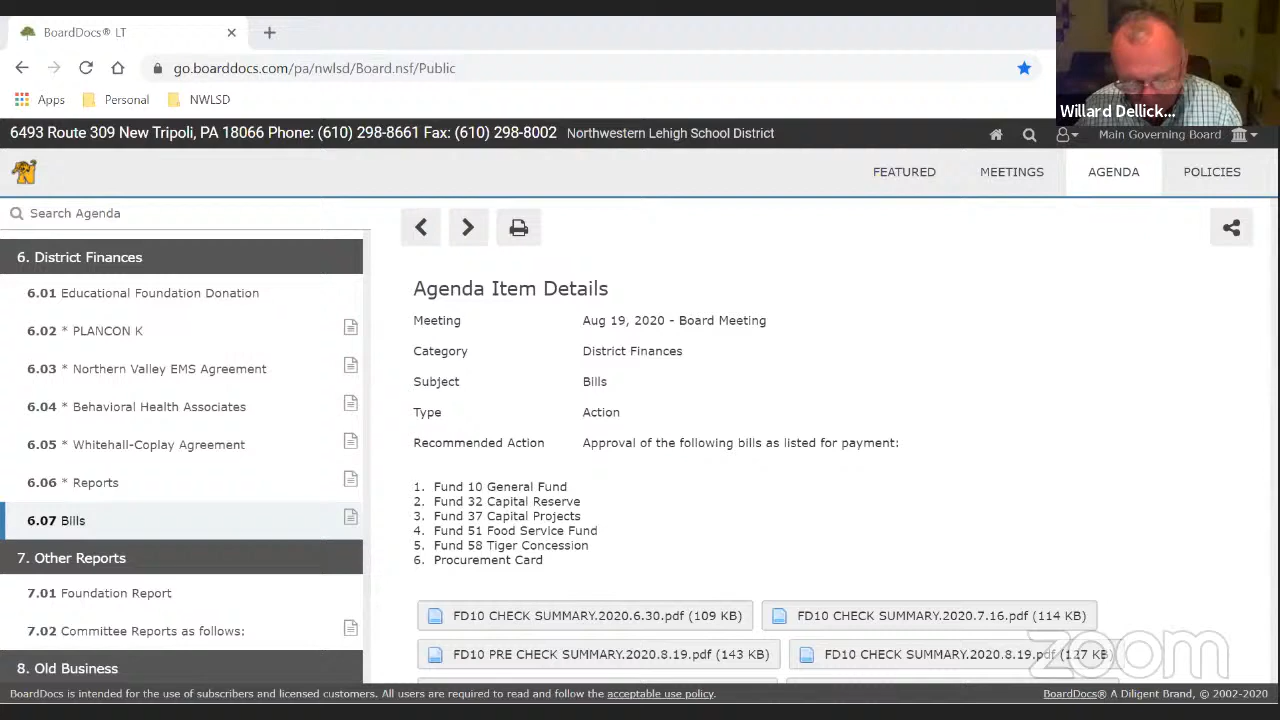 BoardDocs® LT
go.boarddocs.com/pa/nwlsd/Board.nsf/Public
Apps Personal NWLSD
Willard Dellick...
6493 Route 309 New Tripoli, PA 18066 Phone: (610) 298-8661 Fax: (610) 298-8002 Northwestern Lehigh School District Main Governing Board
FEATURED MEETINGS AGENDA POLICIES
Search Agenda
6. District Finances
6.01 Educational Foundation Donation
6.02 * PLANCON K
6.03 * Northern Valley EMS Agreement
6.04 * Behavioral Health Associates
6.05 * Whitehall-Coplay Agreement
6.06 * Reports
6.07 Bills
7. Other Reports
7.01 Foundation Report
7.02 Committee Reports as follows:
8. Old Business
Agenda Item Details
Meeting Aug 19, 2020 - Board Meeting
Category District Finances
Subject Bills
Type Action
Recommended Action Approval of the following bills as listed for payment:
1. Fund 10 General Fund
2. Fund 32 Capital Reserve
3. Fund 37 Capital Projects
4. Fund 51 Food Service Fund
5. Fund 58 Tiger Concession
6. Procurement Card
FD10 CHECK SUMMARY.2020.6.30.pdf (109 KB) FD10 CHECK SUMMARY.2020.7.16.pdf (114 KB)
FD10 PRE CHECK SUMMARY.2020.8.19.pdf (143 KB) FD10 CHECK SUMMARY.2020.8.19.pdf (127 KB)
zoom
BoardDocs is intended for the use of subscribers and licensed customers. All users are required to read and follow the acceptable use policy. BoardDocs® A Diligent Brand, © 2002-2020